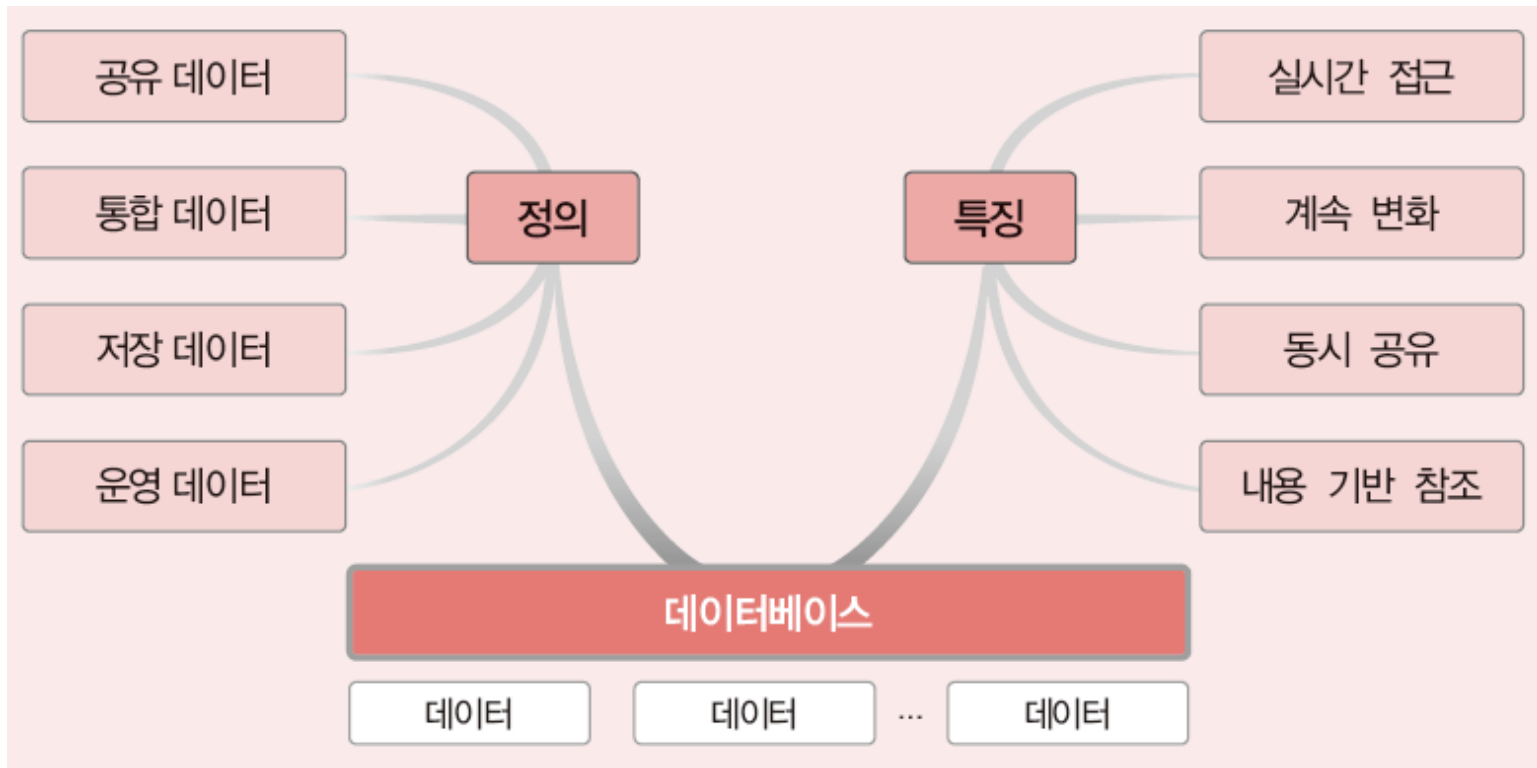 공유 데이터
통합 데이터
저장 데이터
운영 데이터
정의
특징
실시간 접근
계속 변화
동시 공유
내용 기반 참조
데이터베이스
데이터
데이터
...
데이터